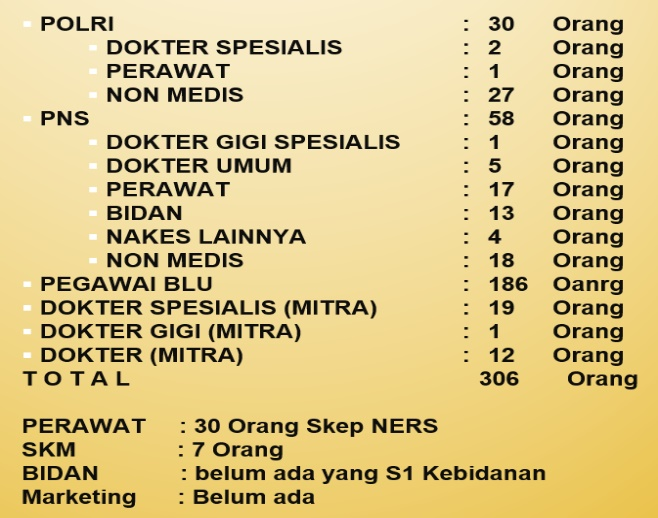 POLRI : 30 Orang
DOKTER SPESIALIS : 2 Orang
PERAWAT : 1 Orang
NON MEDIS : 27 Orang
PNS : 58 Orang
DOKTER GIGI SPESIALIS : 1 Orang
DOKTER UMUM : 5 Orang
PERAWAT : 17 Orang
BIDAN : 13 Orang
NAKES LAINNYA : 4 Orang
NON MEDIS : 18 Orang
PEGAWAI BLU : 186 Oanrg
DOKTER SPESIALIS (MITRA) : 19 Orang
DOKTER GIGI (MITRA) : 1 Orang
DOKTER (MITRA) : 12 Orang
T O T A L 306 Orang
PERAWAT : 30 Orang Skep NERS
SKM : 7 Orang
BIDAN : belum ada yang S1 Kebidanan
Marketing : Belum ada